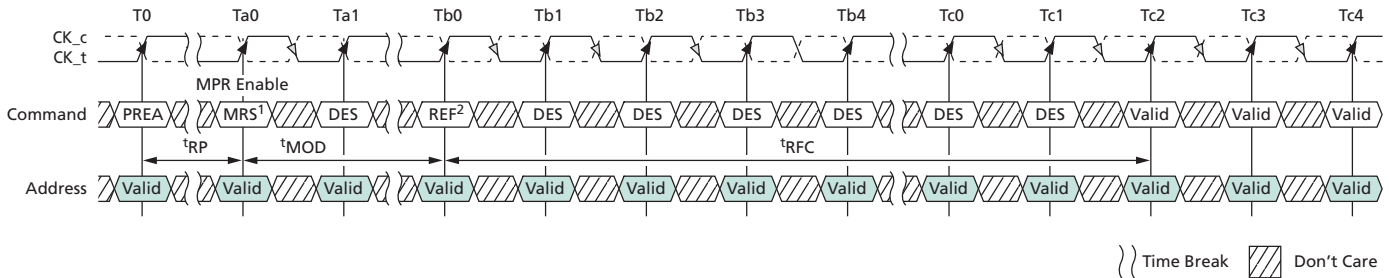 T0 Ta0 Ta1 Tb0 Tb1 Tb2 Tb3 Tb4 Tc0 Tc1 Tc2 Tc3 Tc4
CK_c
CK_t
MPR Enable
Command PREA MRS¹ DES REF² DES DES DES DES DES DES Valid Valid Valid
tRP tMOD tRFC
Address Valid Valid Valid Valid Valid Valid Valid Valid Valid Valid Valid Valid Valid
Time Break Don't Care